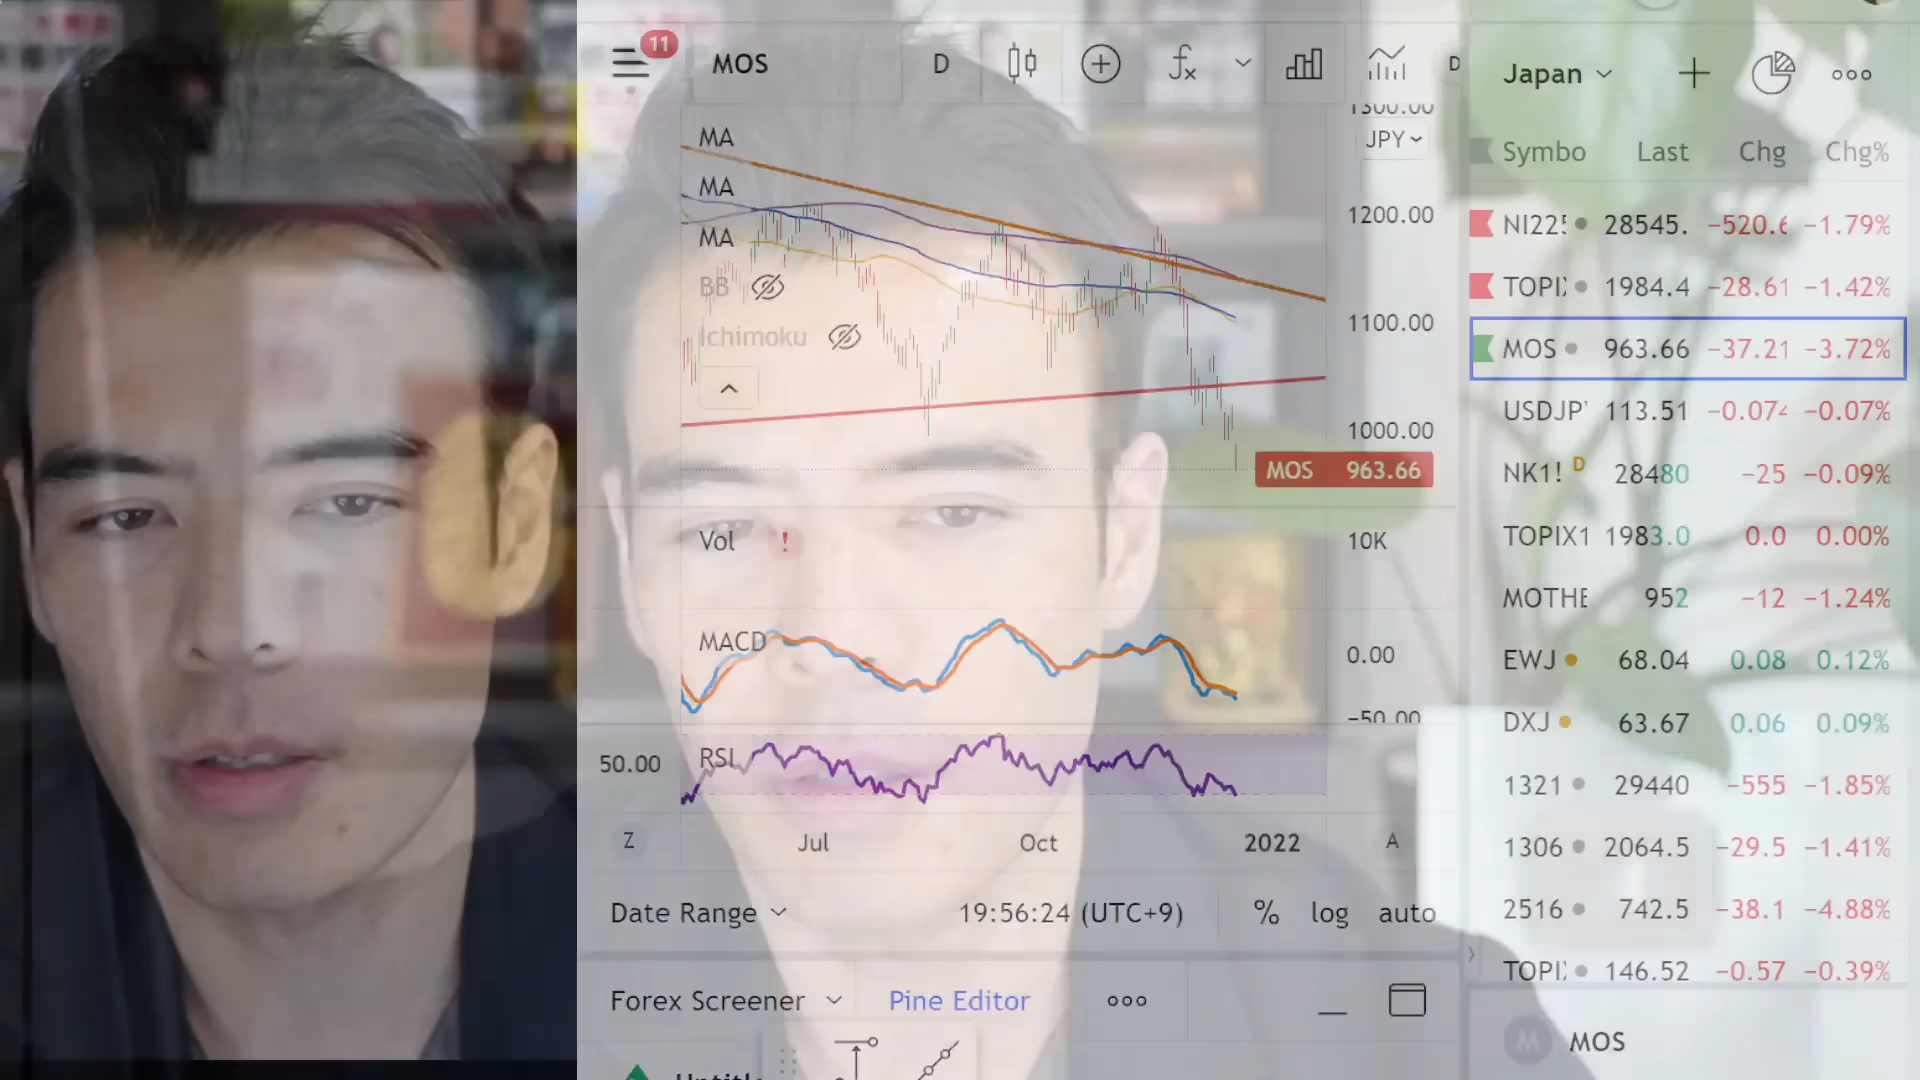 11
MOS
D
D
MA
MA
MA
BB
Ichimoku
1300.00
JPY
1200.00
1100.00
1000.00
MOS 963.66
Vol !
10K
MACD
0.00
-50.00
RSI
50.00
Z Jul Oct 2022 A
Date Range 19:56:24 (UTC+9) % log auto
Forex Screener Pine Editor
Japan
Symbo Last Chg Chg%
NI225 28545. -520.6 -1.79%
TOPI 1984.4 -28.61 -1.42%
MOS 963.66 -37.21 -3.72%
USDJP 113.51 -0.074 -0.07%
NK1! D 28480 -25 -0.09%
TOPIX1 1983.0 0.0 0.00%
MOTHE 952 -12 -1.24%
EWJ 68.04 0.08 0.12%
DXJ 63.67 0.06 0.09%
1321 29440 -555 -1.85%
1306 2064.5 -29.5 -1.41%
2516 742.5 -38.1 -4.88%
TOPI 146.52 -0.57 -0.39%
M MOS